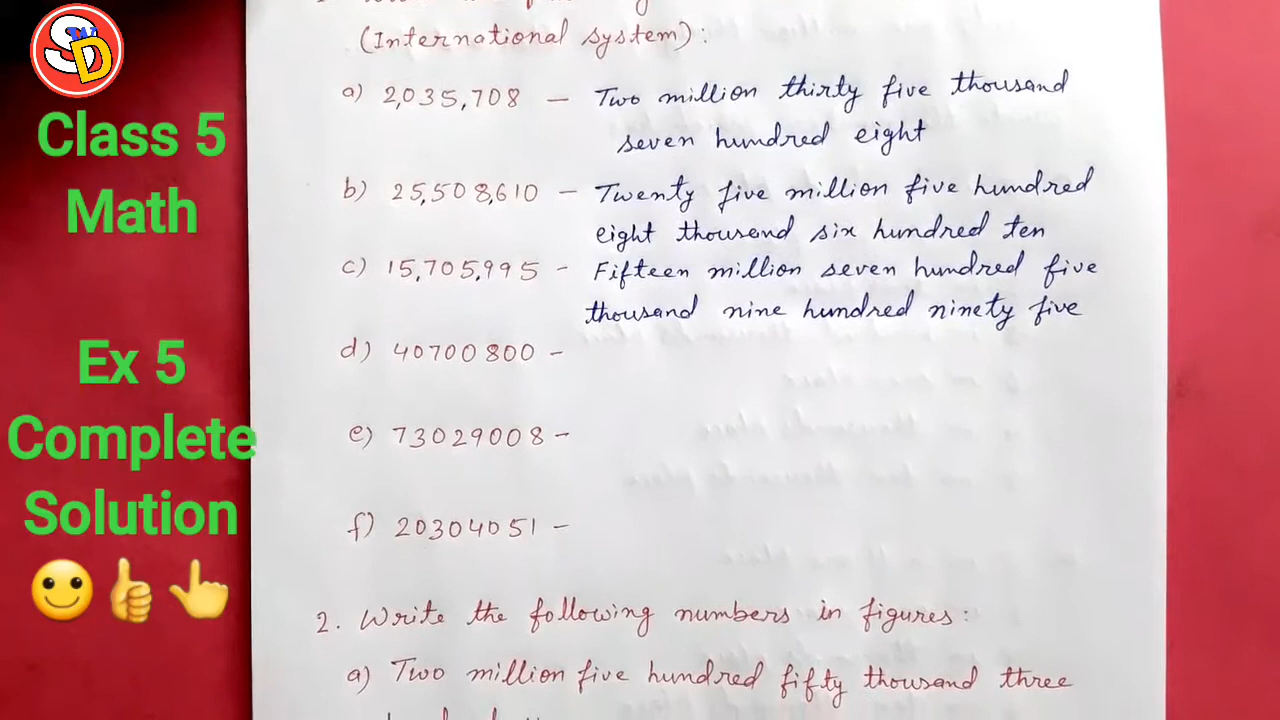 SWD
Class 5
Math
Ex 5
Complete
Solution
(International system):
a) 2,035,708 — Two million thirty five thousand
seven hundred eight
b) 25,508,610 – Twenty five million five hundred
eight thousand six hundred ten
c) 15,705,995 - Fifteen million seven hundred five
thousand nine hundred ninety five
d) 40700800 -
e) 73029008 -
f) 20304051 -
2. Write the following numbers in figures:
a) Two million five hundred fifty thousand three